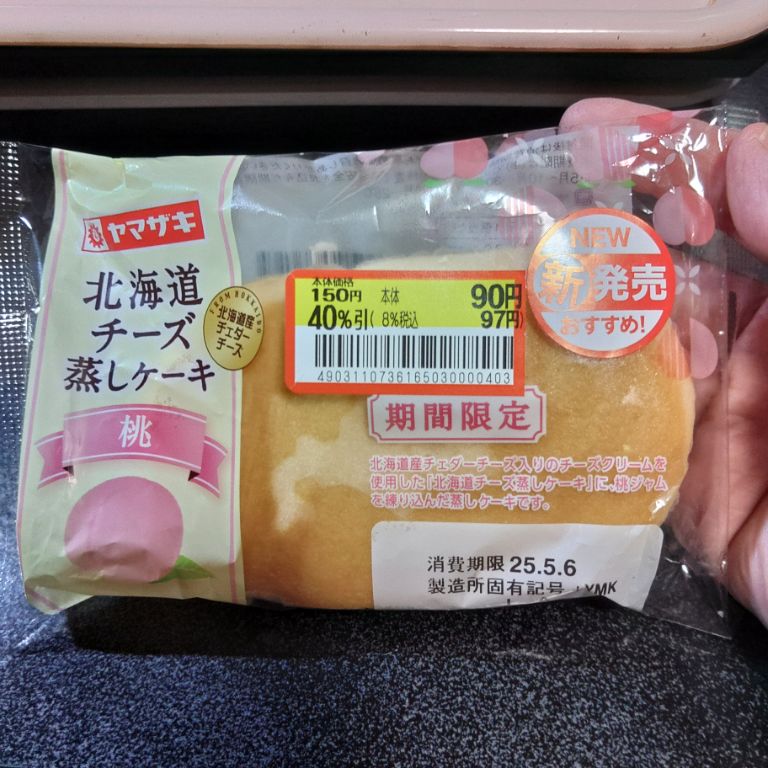 ヤマザキ
北海道
チーズ
蒸しケーキ
桃
FROM HOKKAIDO
北海道産
チェダー
チーズ
本体価格
150円 本体 90円
40%引( 8%税込 97円)
4903110736165030000403
NEW
新発売
おすすめ!
期間限定
北海道産チェダーチーズ入りのチーズクリームを
使用した「北海道チーズ蒸しケーキ」に、桃ジャム
を練り込んだ蒸しケーキです。
消費期限 25.5.6
製造所固有記号 +YMK